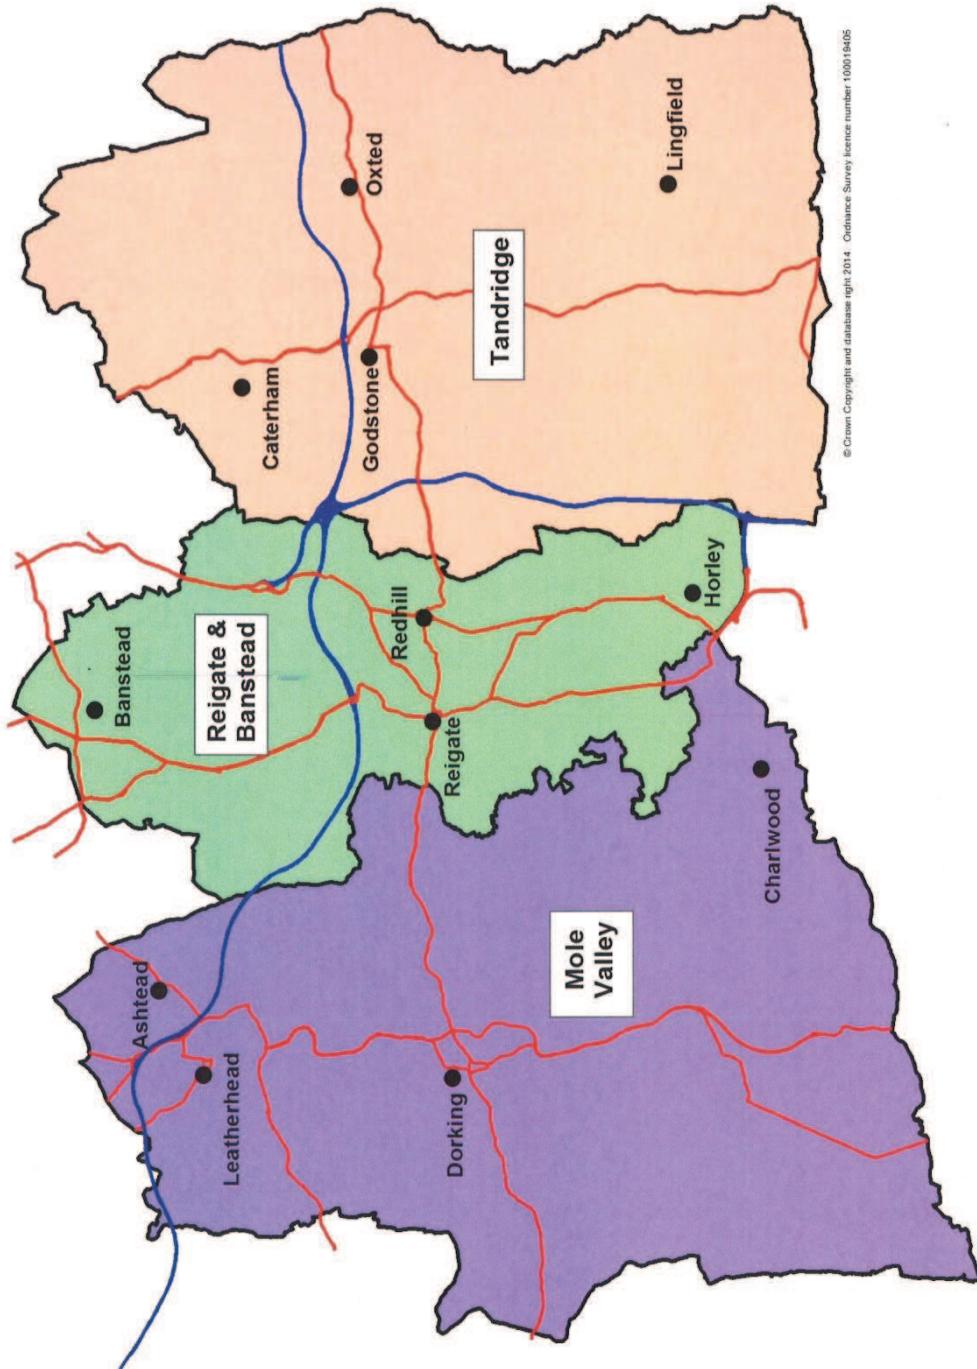 Ashtead
Leatherhead
Dorking
Mole
Valley
Charlwood
Banstead
Reigate &
Banstead
Redhill
Reigate
Horley
Caterham
Godstone
Oxted
Tandridge
Lingfield
© Crown Copyright and database right 2014 Ordnance Survey licence number 100019405